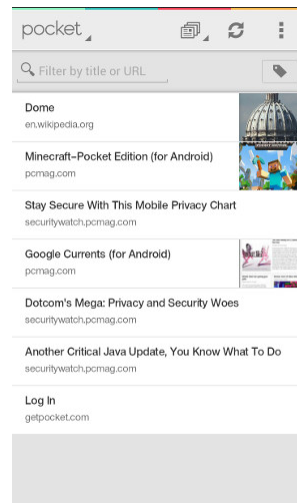 pocket
Filter by title or URL
Dome
en.wikipedia.org
Minecraft–Pocket Edition (for Android)
pcmag.com
Stay Secure With This Mobile Privacy Chart
securitywatch.pcmag.com
Google Currents (for Android)
pcmag.com
Dotcom's Mega: Privacy and Security Woes
securitywatch.pcmag.com
Another Critical Java Update, You Know What To Do
securitywatch.pcmag.com
Log In
getpocket.com